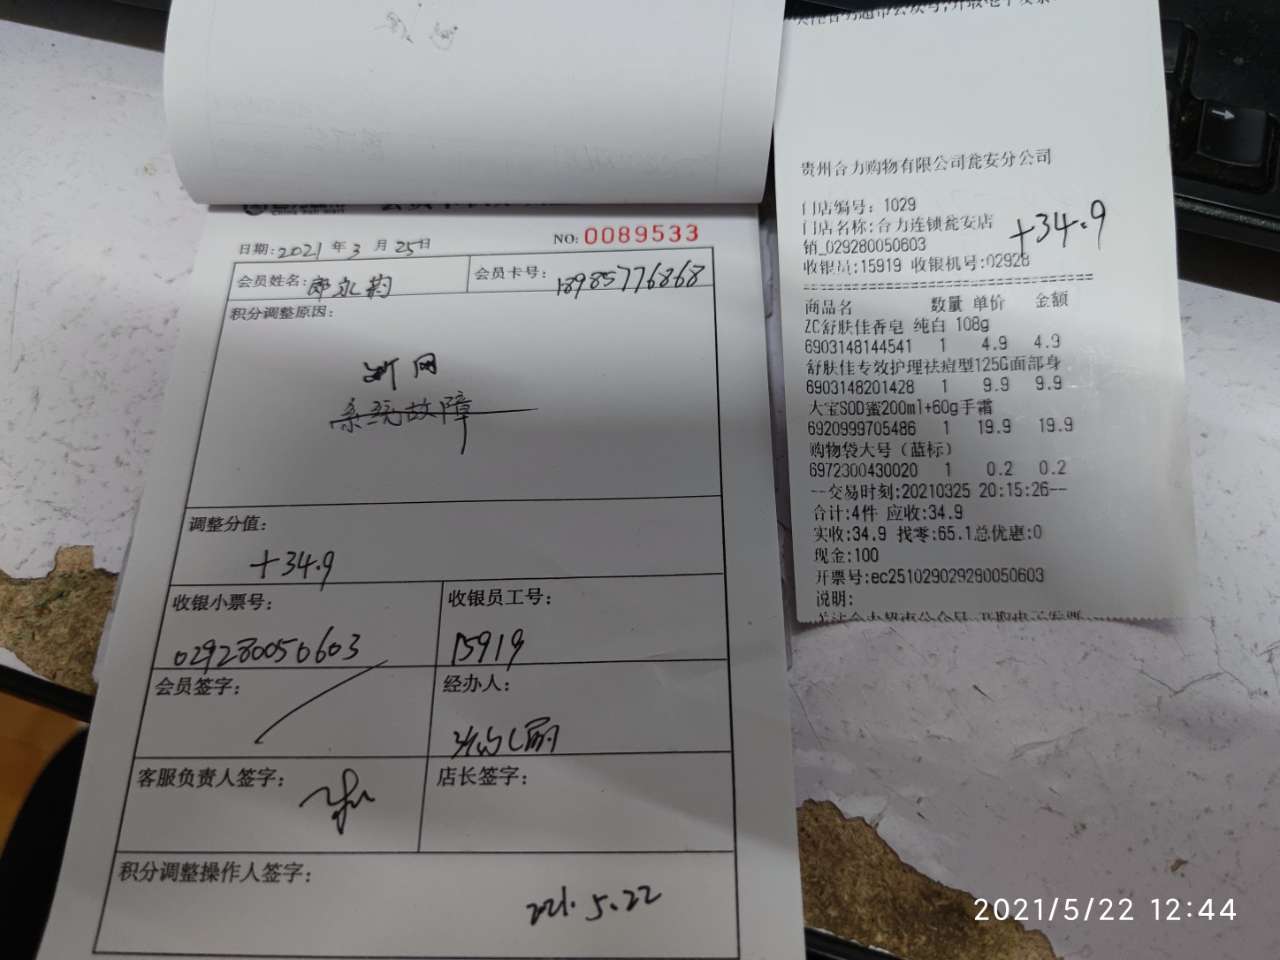 日期:2021年3月25日
NO: 0089533
会员姓名:
会员卡号: 18985776868
积分调整原因:
断网
系统故障
调整分值:
+34.9
收银小票号:
029280050603
收银员工号:
15919
会员签字:
经办人:
客服负责人签字:
店长签字:
积分调整操作人签字:
2021.5.22
贵州合力购物有限公司瓮安分公司
门店编号: 1029
门店名称:合力连锁瓮安店
+34.9
销_029280050603
收银员:15919 收银机号:02928
商品名 数量 单价 金额
ZC舒肤佳香皂 纯白 108g
6903148144541 1 4.9 4.9
舒肤佳专效护理祛痘型125G面部身
6903148201428 1 9.9 9.9
大宝SOD蜜200ml+60g手霜
6920999705486 1 19.9 19.9
购物袋大号（蓝标）
6972300430020 1 0.2 0.2
--交易时刻:20210325 20:15:26--
合计:4件 应收:34.9
实收:34.9 找零:65.1总优惠:0
现金:100
开票号:ec251029029280050603
说明:
2021/5/22 12:44